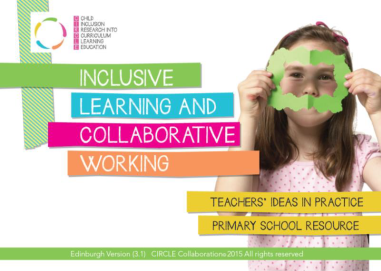 CHILD
INCLUSION
RESEARCH INTO
CURRICULUM
LEARNING
EDUCATION
INCLUSIVE
LEARNING AND
COLLABORATIVE
WORKING
TEACHERS' IDEAS IN PRACTICE
PRIMARY SCHOOL RESOURCE
Edinburgh Version (3.1) CIRCLE Collaboration 2015 All rights reserved